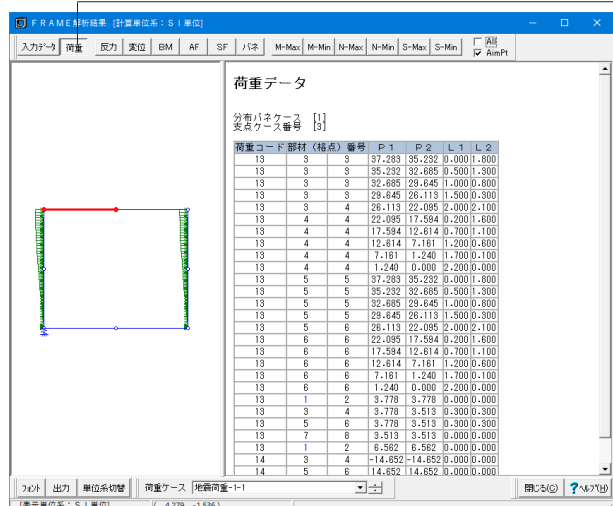 FRAME解析結果 [計算単位系:SI単位]
入力データ 荷重 反力 変位 BM AF SF バネ M-Max M-Min N-Max N-Min S-Max S-Min All AimPt
荷重データ
分布バネケース [1]
支点ケース番号 [3]
荷重コード 部材(格点)番号 P1 P2 L1 L2
13 3 3 37.283 35.232 0.000 1.800
13 3 3 35.232 32.685 0.500 1.300
13 3 3 32.685 29.645 1.000 0.800
13 3 3 29.645 26.113 1.500 0.300
13 3 4 26.113 22.095 2.000 2.100
13 4 4 22.095 17.594 0.200 1.600
13 4 4 17.594 12.614 0.700 1.100
13 4 4 12.614 7.161 1.200 0.600
13 4 4 7.161 1.240 1.700 0.100
13 4 4 1.240 0.000 2.200 0.000
13 5 5 37.283 35.232 0.000 1.800
13 5 5 35.232 32.685 0.500 1.300
13 5 5 32.685 29.645 1.000 0.800
13 5 5 29.645 26.113 1.500 0.300
13 5 6 26.113 22.095 2.000 2.100
13 6 6 22.095 17.594 0.200 1.600
13 6 6 17.594 12.614 0.700 1.100
13 6 6 12.614 7.161 1.200 0.600
13 6 6 7.161 1.240 1.700 0.100
13 6 6 1.240 0.000 2.200 0.000
13 1 2 3.778 3.778 0.000 0.000
13 3 4 3.778 3.513 0.300 0.300
13 5 6 3.778 3.513 0.300 0.300
13 7 8 3.513 3.513 0.000 0.000
13 1 2 6.562 6.562 0.000 0.000
14 3 4 -14.652 -14.652 0.000 0.000
14 5 6 14.652 14.652 0.000 0.000
フォント 出力 単位系切替 荷重ケース 地震荷重-1-1 閉じる(C) ?ヘルプ(H)
[表示単位系:SI単位] ( 4.279, -1.536)